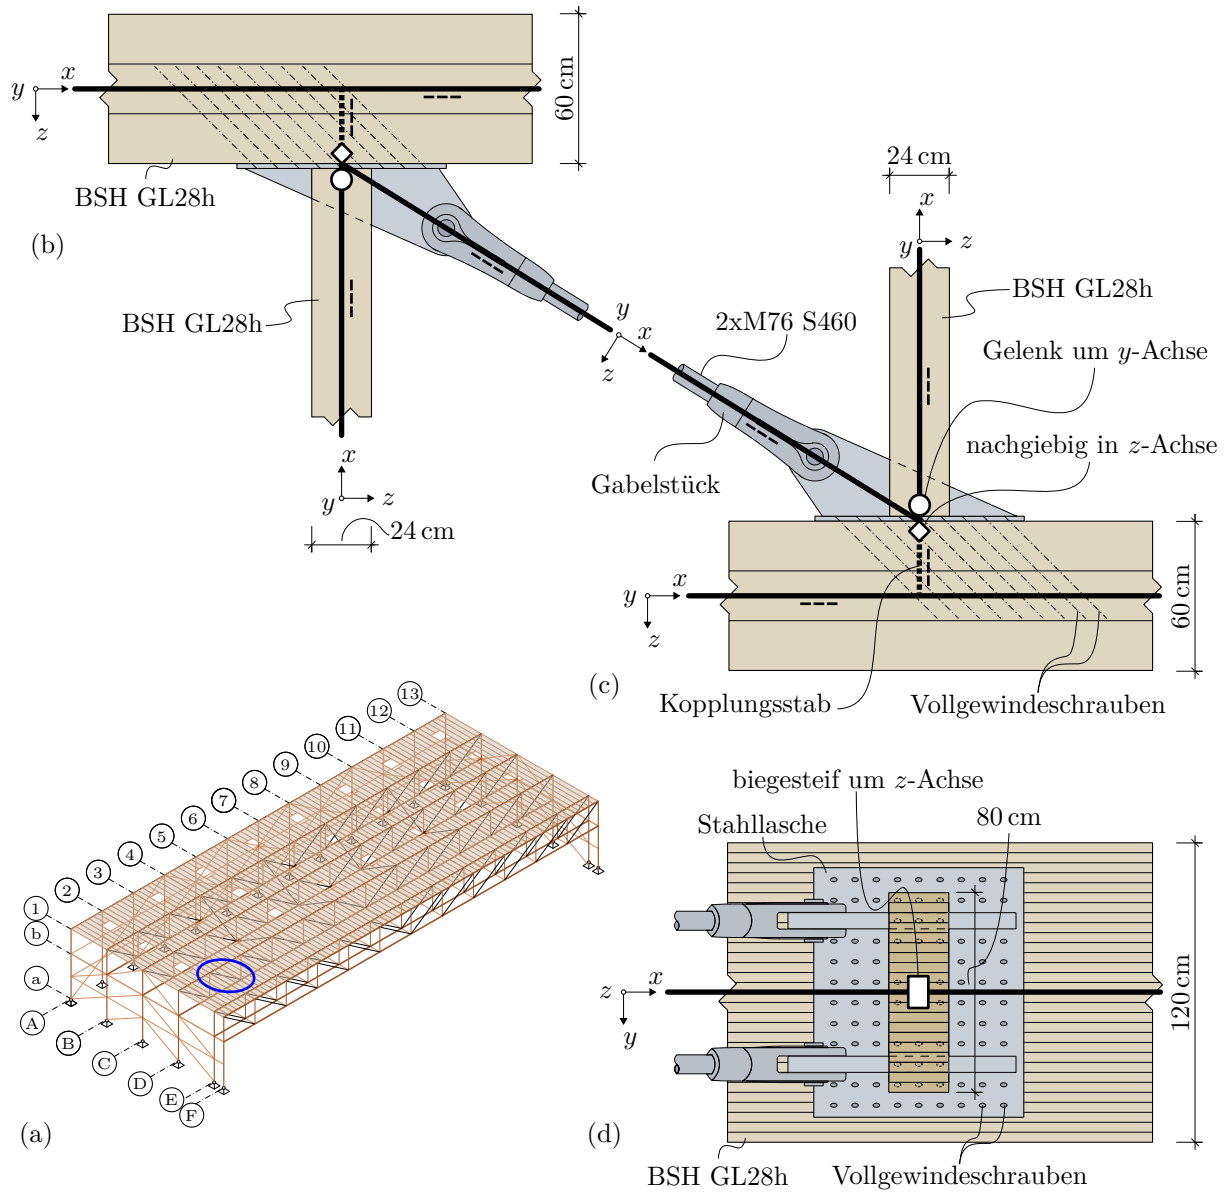 y
x
z
60 cm
BSH GL28h
(b)
BSH GL28h
x
y
z
24 cm
y
x
z
24 cm
x
y
z
BSH GL28h
2xM76 S460
Gelenk um y-Achse
nachgiebig in z-Achse
Gabelstück
x
y
z
60 cm
(c)
Kopplungsstab
Vollgewindeschrauben
13
12
11
10
9
8
7
6
5
4
3
2
1
b
a
A
B
C
D
E
F
(a)
biegesteif um z-Achse
Stahllasche
80 cm
x
z
y
120 cm
(d)
BSH GL28h
Vollgewindeschrauben